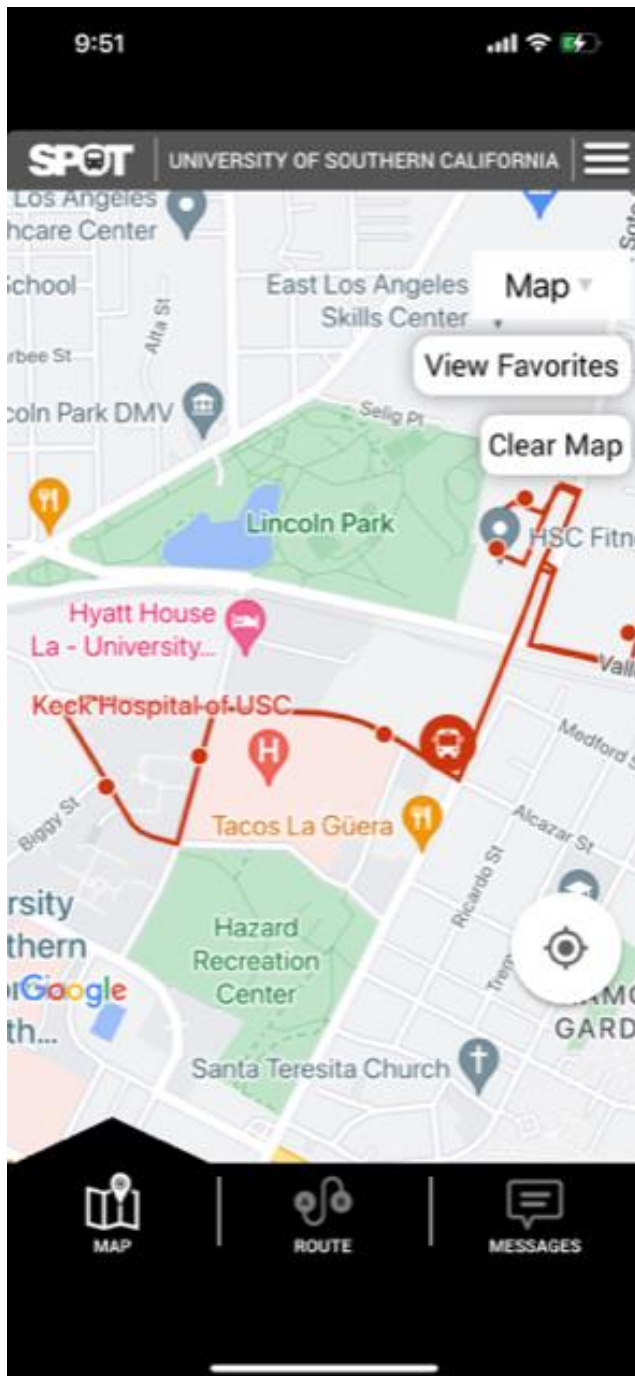 9:51
SPOT
UNIVERSITY OF SOUTHERN CALIFORNIA
Los Angeles
hcare Center
School
Alta St
East Los Angeles
Skills Center
Map
rbee St
View Favorites
coln Park DMV
Selig Pl
Clear Map
Lincoln Park
HSC Fitn
Hyatt House
La - University...
Vall
Keck Hospital of USC
Medford S
H
Tacos La Güera
Alcazar St
Biggy St
Ricardo St
rsity
thern
Hazard
Recreation
Center
Google
th...
Trem
AMO
GARD
Santa Teresita Church
MAP
ROUTE
MESSAGES